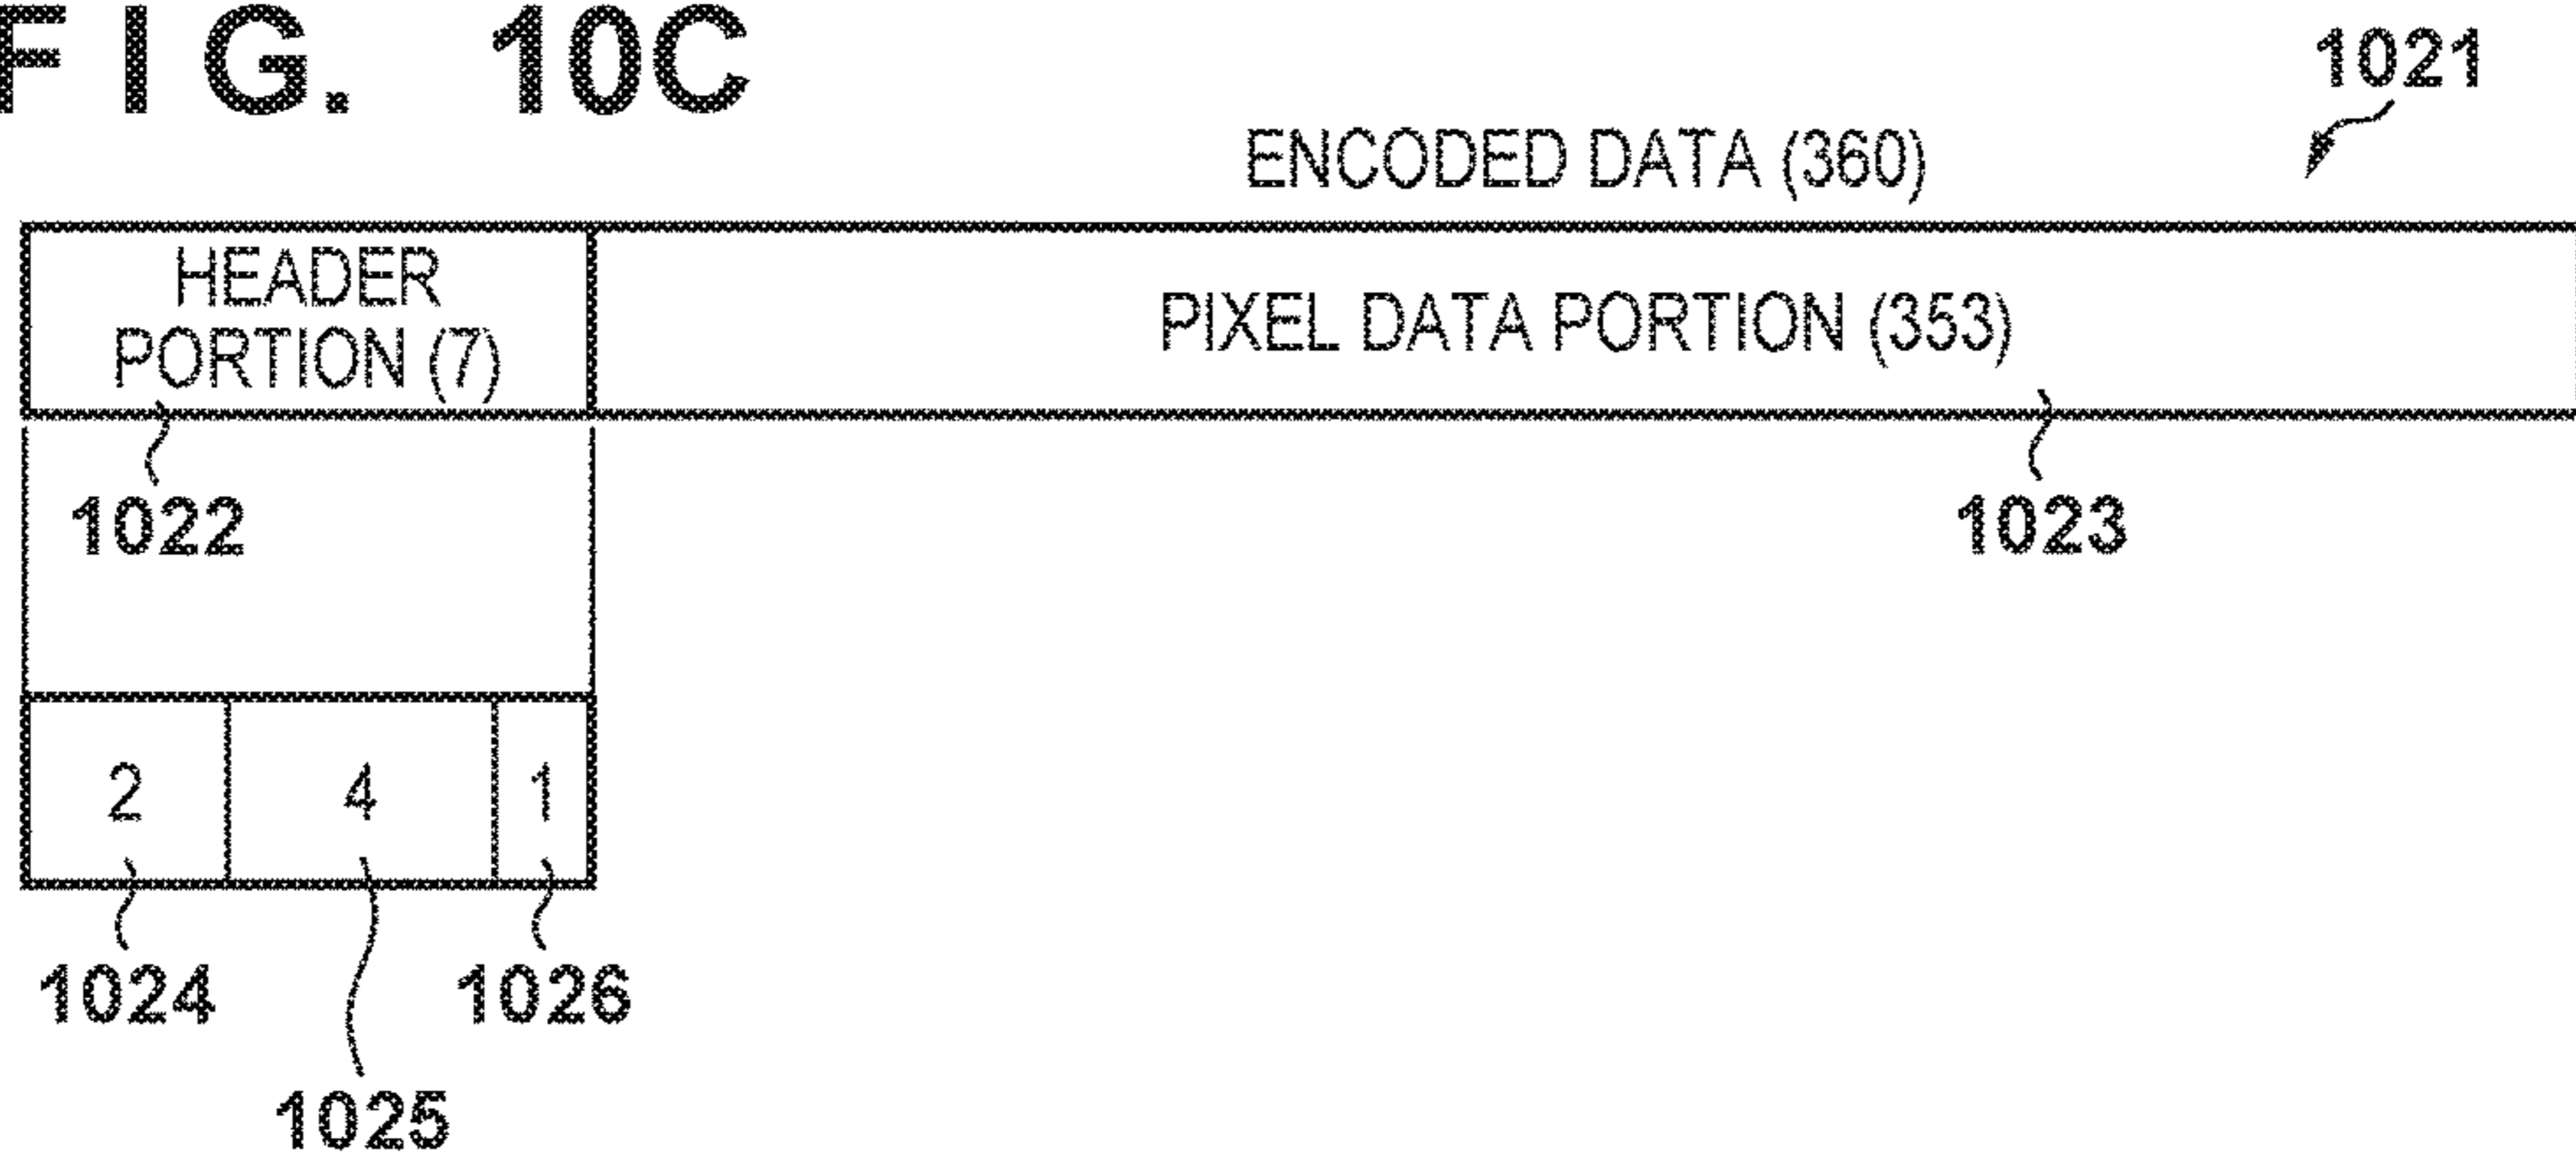 FIG. 10C
1021
ENCODED DATA (360)
HEADER
PORTION (7)
PIXEL DATA PORTION (353)
1022
1023
2 4 1
1024
1026
1025